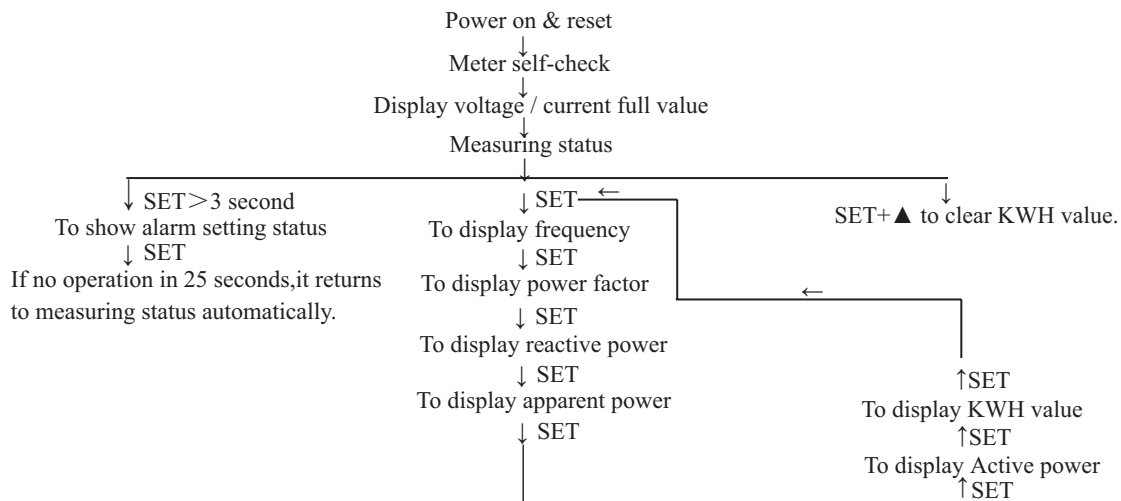 Power on & reset
↓
Meter self-check
↓
Display voltage / current full value
↓
Measuring status
↓
↓ SET>3 second
To show alarm setting status
↓ SET
If no operation in 25 seconds,it returns
to measuring status automatically.
↓ SET ←
To display frequency
↓ SET
To display power factor
↓ SET
To display reactive power
↓ SET
To display apparent power
↓ SET
↓
SET+▲ to clear KWH value.
←
↑SET
To display KWH value
↑SET
To display Active power
↑SET